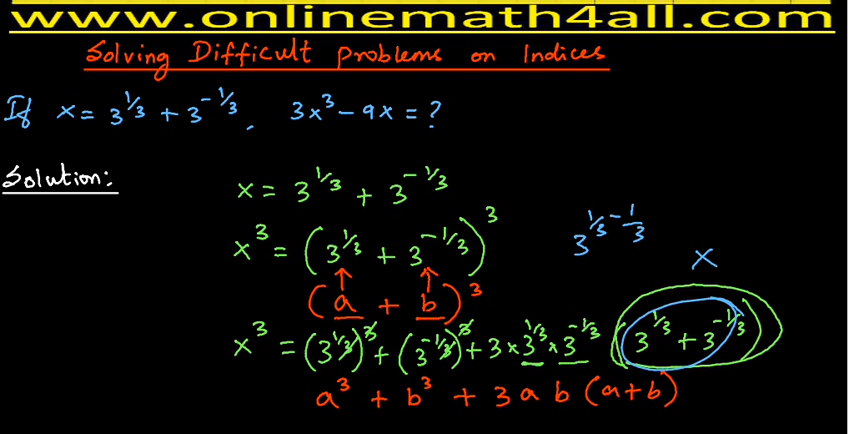 www.onlinemath4all.com
Solving Difficult Problems on Indices
If x = 3^{1/3} + 3^{-1/3}, 3x^3 - 9x = ?
Solution:
x = 3^{1/3} + 3^{-1/3}
x^3 = (3^{1/3} + 3^{-1/3})^3
3^{1/3 - 1/3}
x
(a + b)^3
x^3 = (3^{1/3})^3 + (3^{-1/3})^3 + 3 × 3^{1/3} × 3^{-1/3} (3^{1/3} + 3^{-1/3})
a^3 + b^3 + 3 a b (a+b)